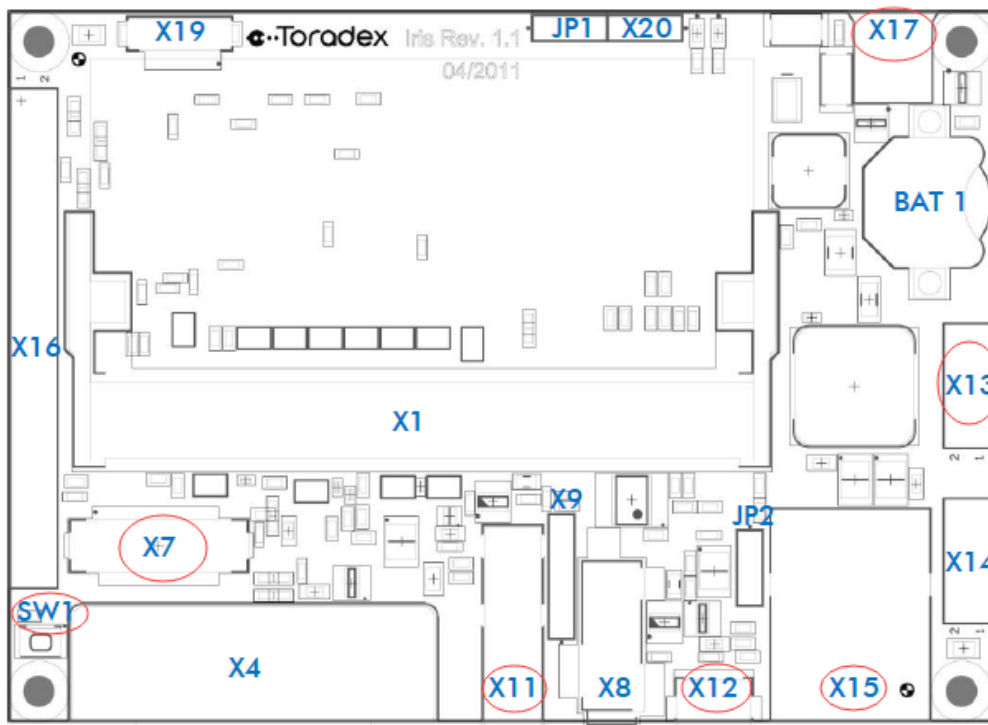 X19
Toradex
Iris Rev. 1.1
04/2011
JP1
X20
X17
1
2
BAT 1
X16
X13
2
1
X1
X9
JP2
X7
X14
SW1
2
1
X4
X11
X8
X12
X15